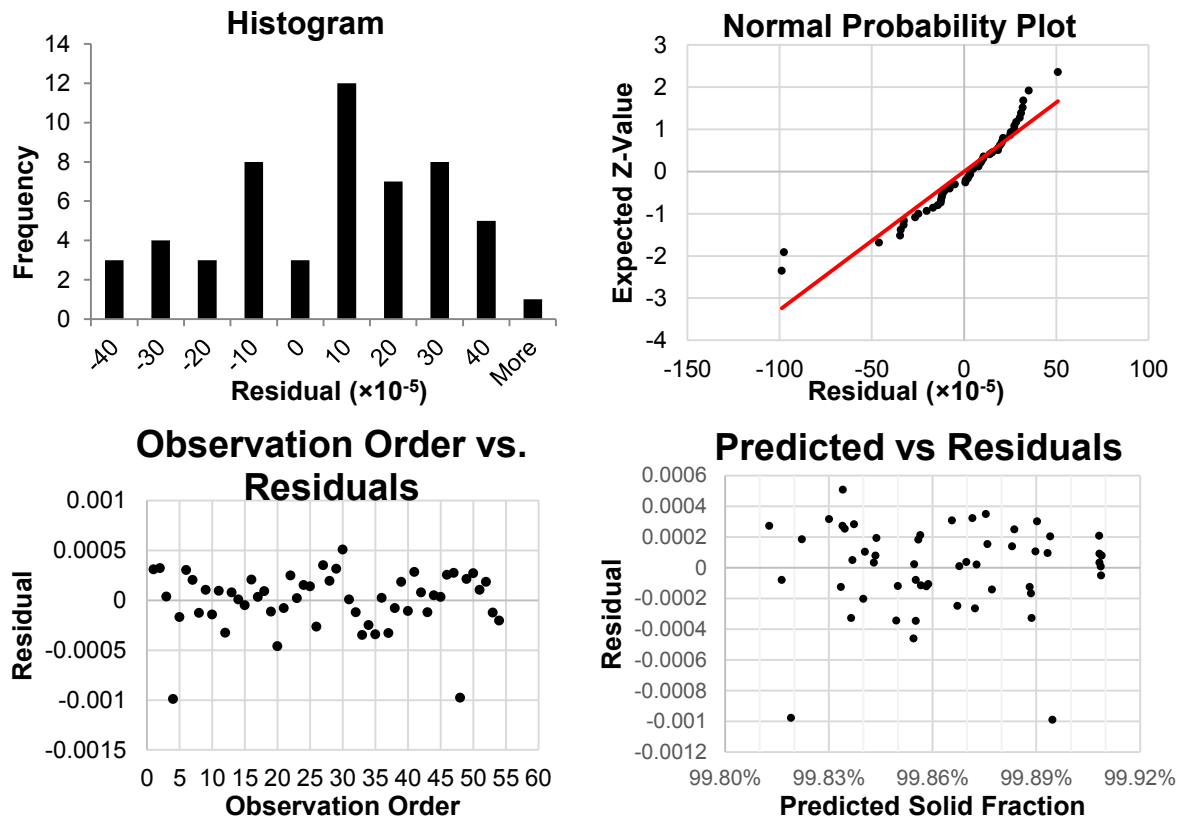 Histogram
14
12
10
8
6
4
2
0
Frequency
-40
-30
-20
-10
0
10
20
30
40
More
Residual (×10⁻⁵)
Normal Probability Plot
3
2
1
0
-1
-2
-3
-4
Expected Z-Value
-150
-100
-50
0
50
100
Residual (×10⁻⁵)
Observation Order vs.
Residuals
0.001
0.0005
0
-0.0005
-0.001
-0.0015
Residual
0 5 10 15 20 25 30 35 40 45 50 55 60
Observation Order
Predicted vs Residuals
0.0006
0.0004
0.0002
0
-0.0002
-0.0004
-0.0006
-0.0008
-0.001
-0.0012
Residual
99.80% 99.83% 99.86% 99.89% 99.92%
Predicted Solid Fraction